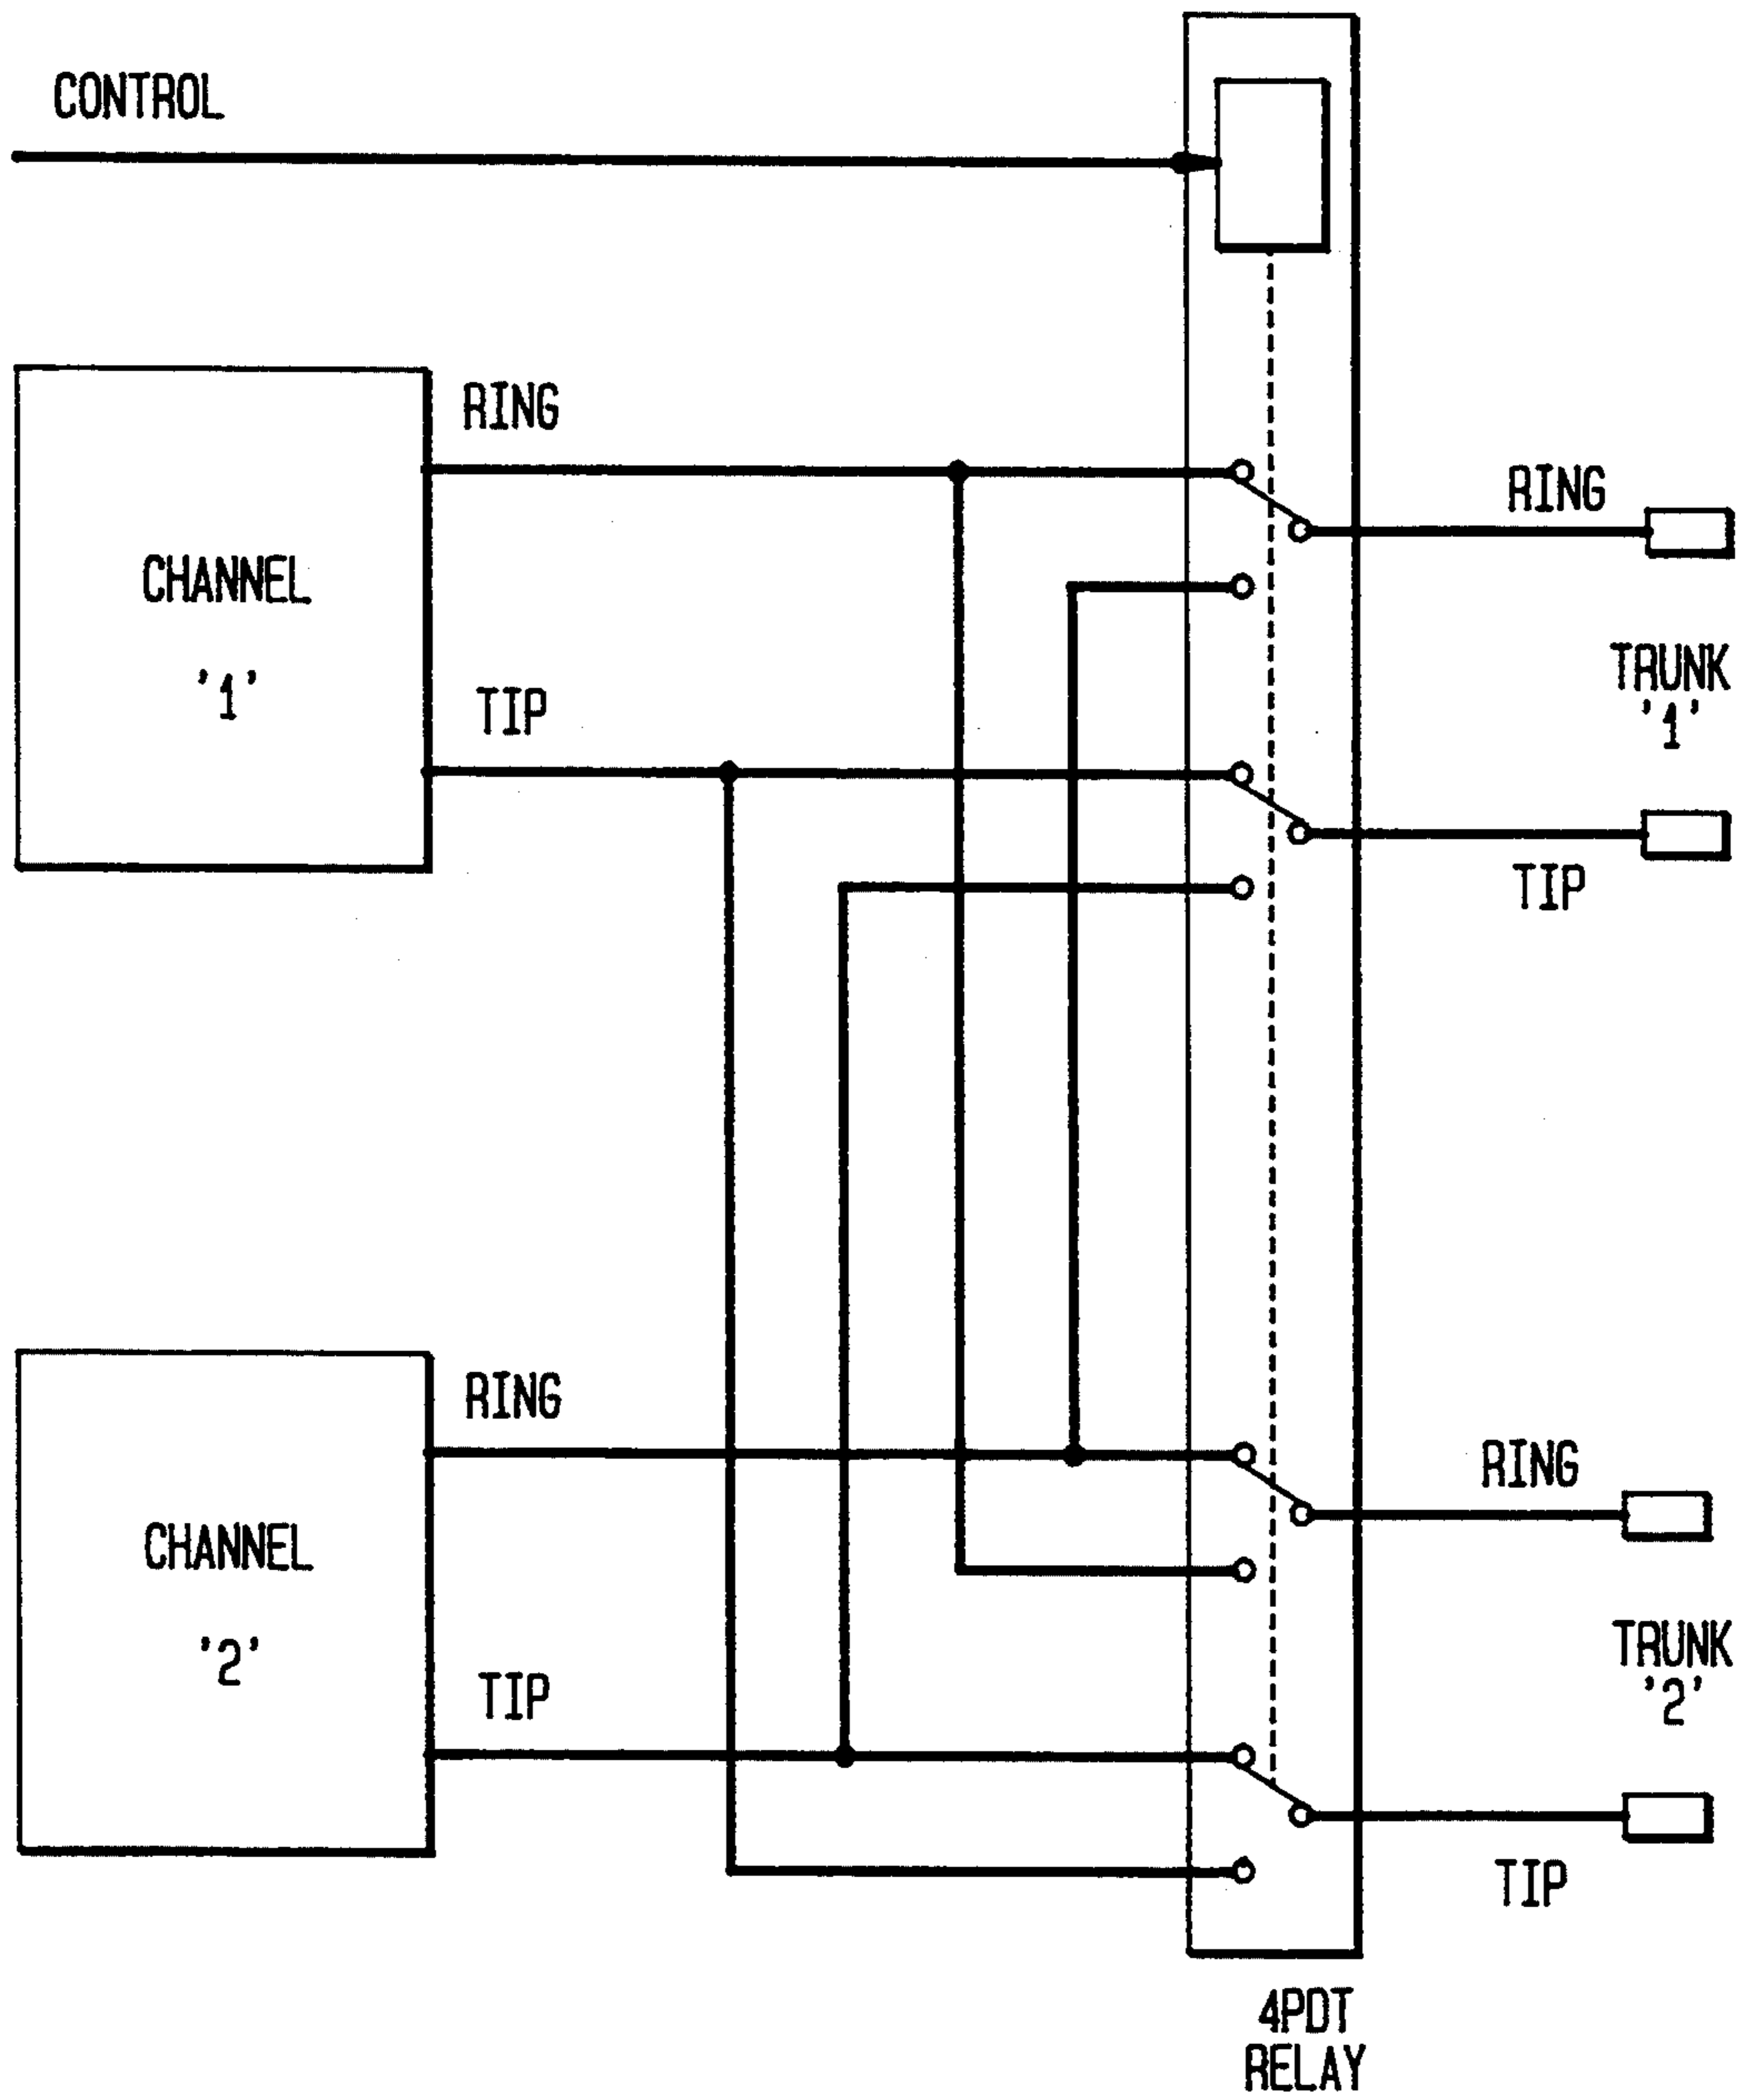 CONTROL
RING
RING
CHANNEL
'1'
TRUNK
'1'
TIP
TIP
RING
RING
CHANNEL
'2'
TRUNK
'2'
TIP
TIP
4PDT
RELAY